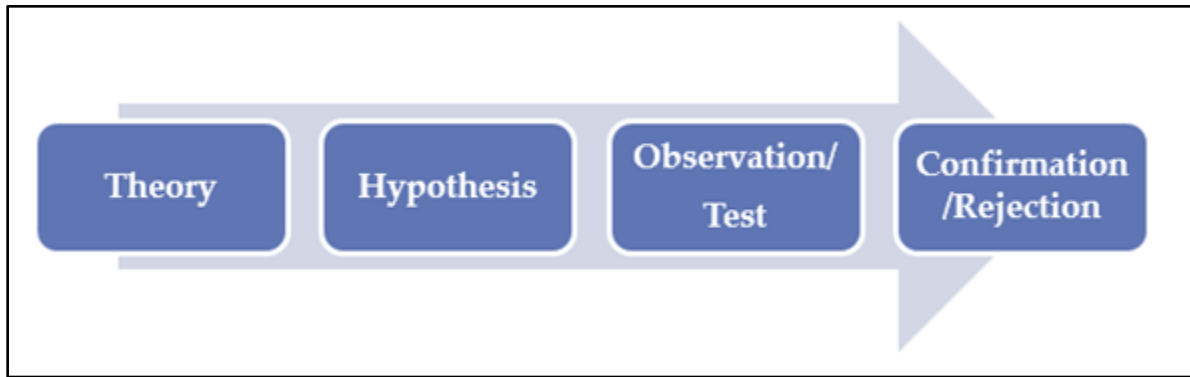 Theory
Hypothesis
Observation/
Test
Confirmation
/Rejection